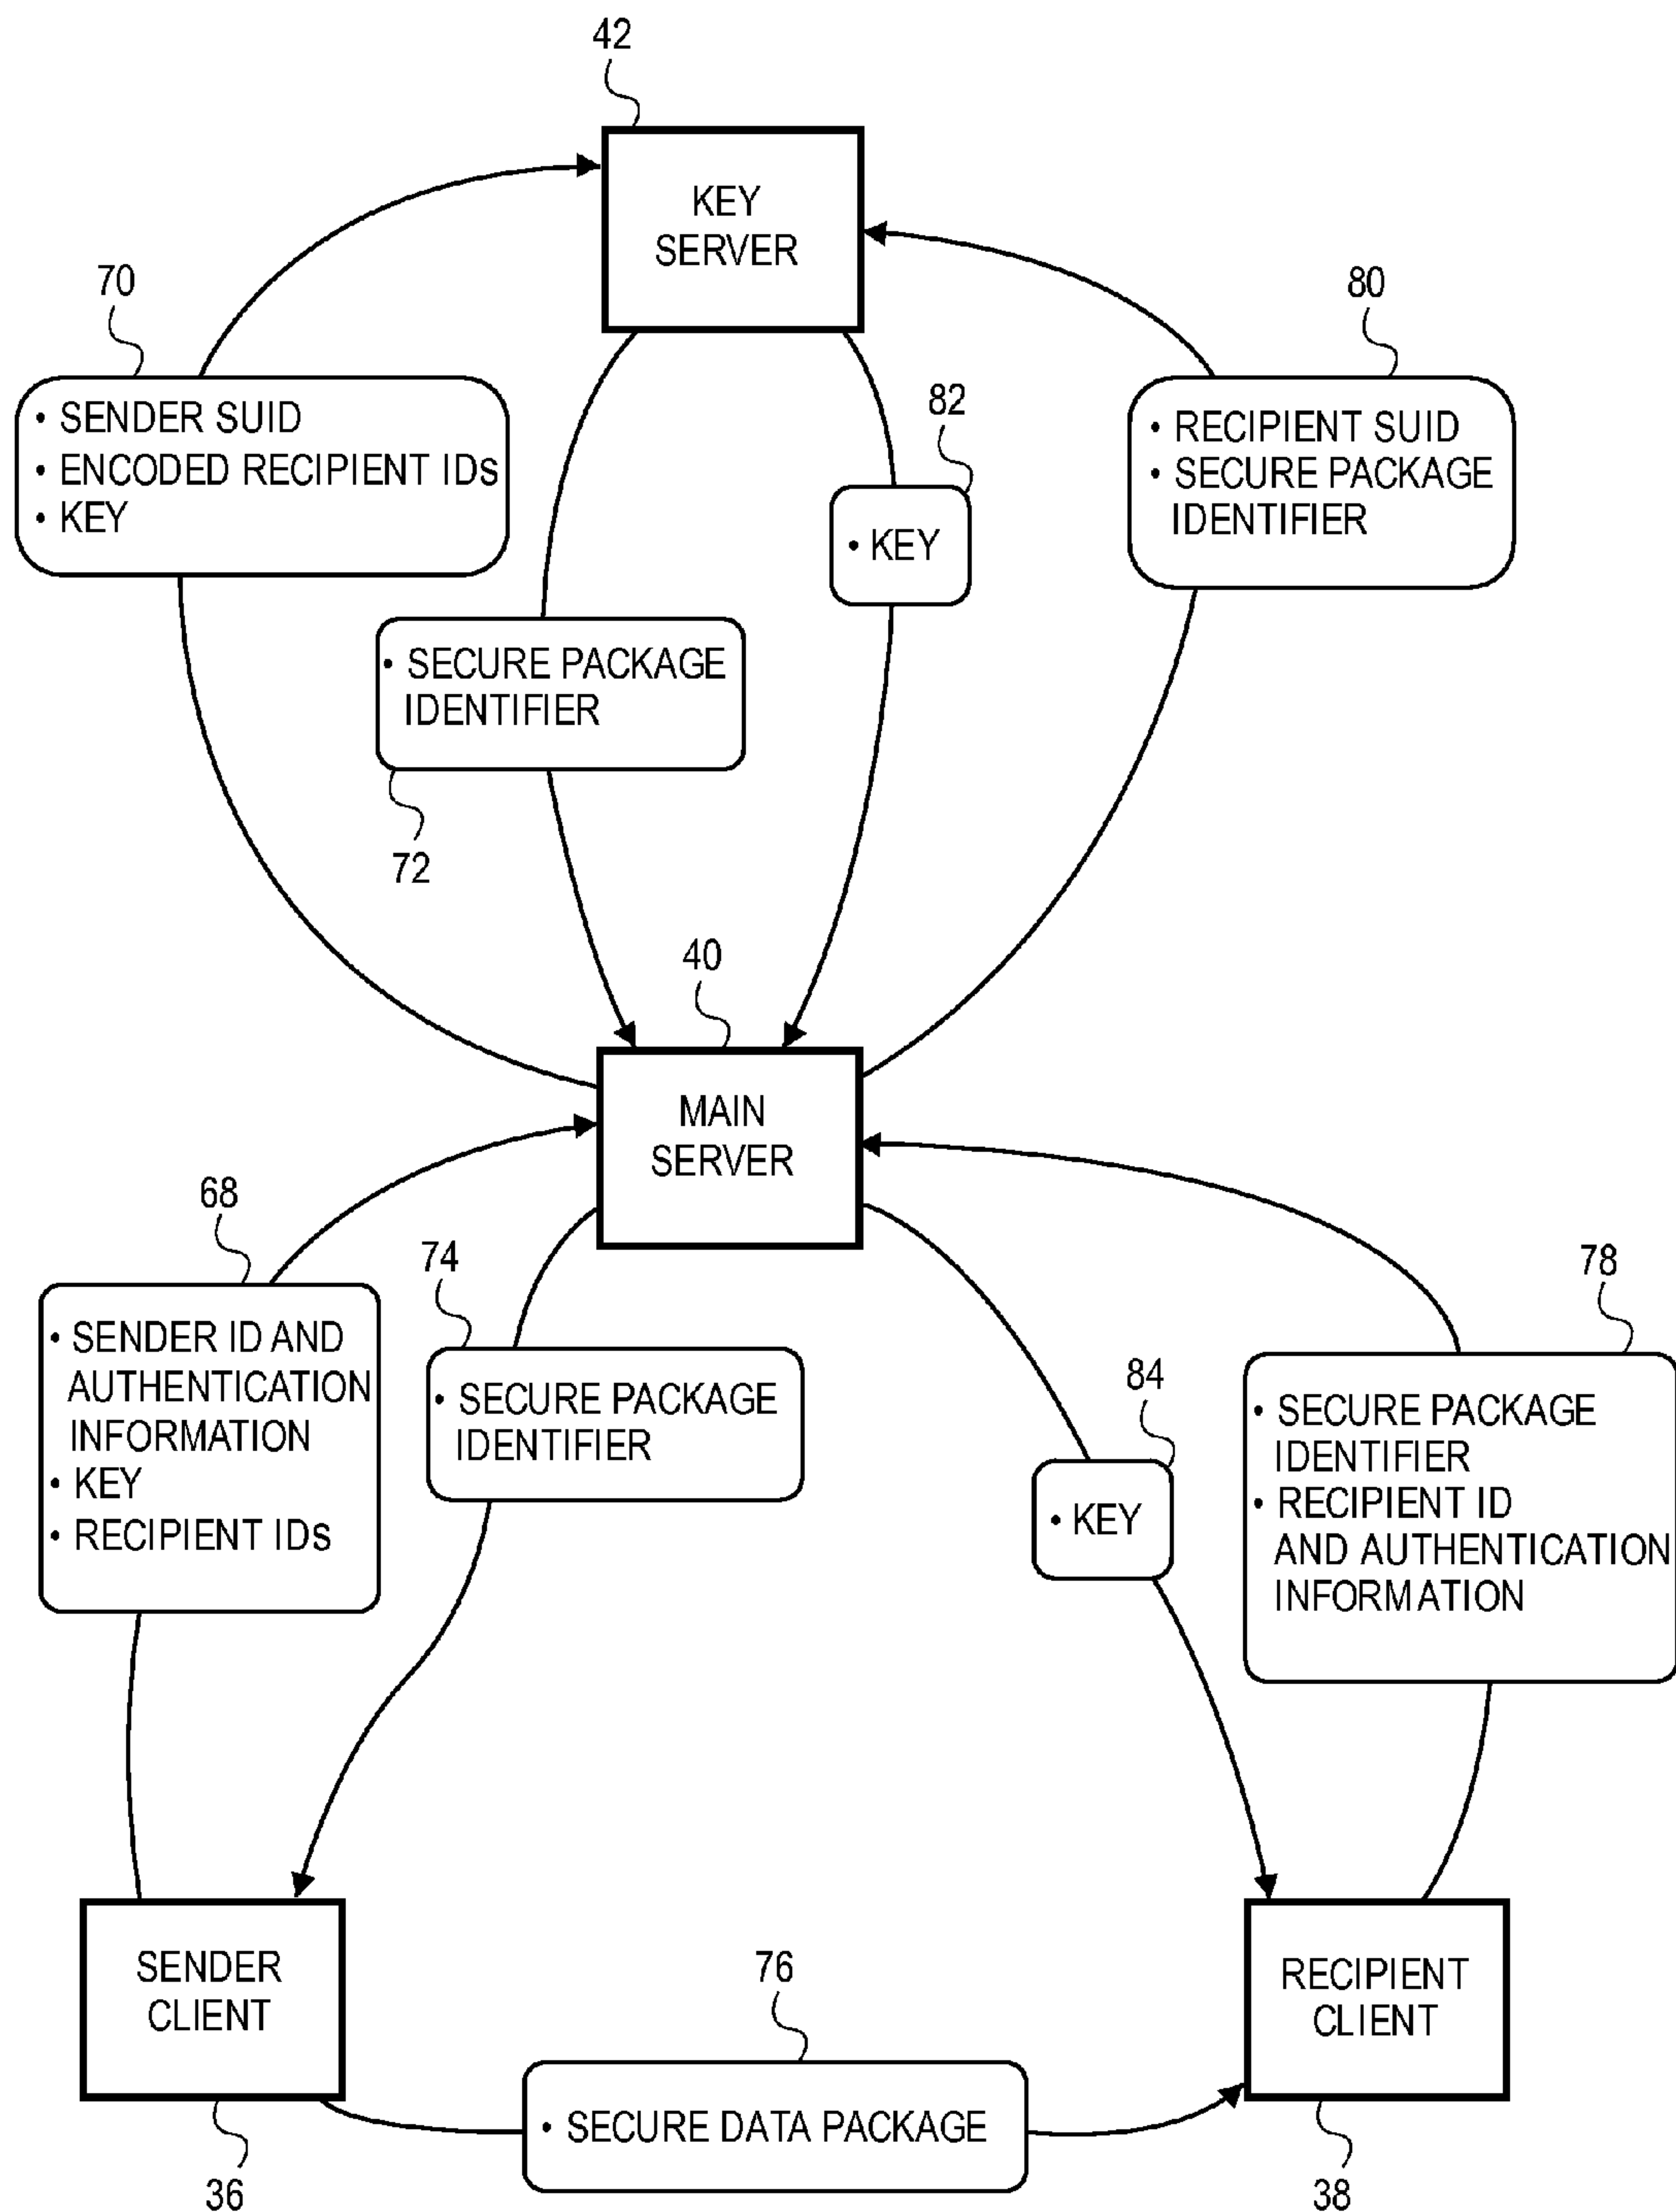 42
KEY
SERVER
70
• SENDER SUID
• ENCODED RECIPIENT IDs
• KEY
80
• RECIPIENT SUID
• SECURE PACKAGE
IDENTIFIER
82
• KEY
• SECURE PACKAGE
IDENTIFIER
72
40
MAIN
SERVER
68
• SENDER ID AND
AUTHENTICATION
INFORMATION
• KEY
• RECIPIENT IDs
74
• SECURE PACKAGE
IDENTIFIER
84
• KEY
78
• SECURE PACKAGE
IDENTIFIER
• RECIPIENT ID
AND AUTHENTICATION
INFORMATION
SENDER
CLIENT
36
76
• SECURE DATA PACKAGE
RECIPIENT
CLIENT
38